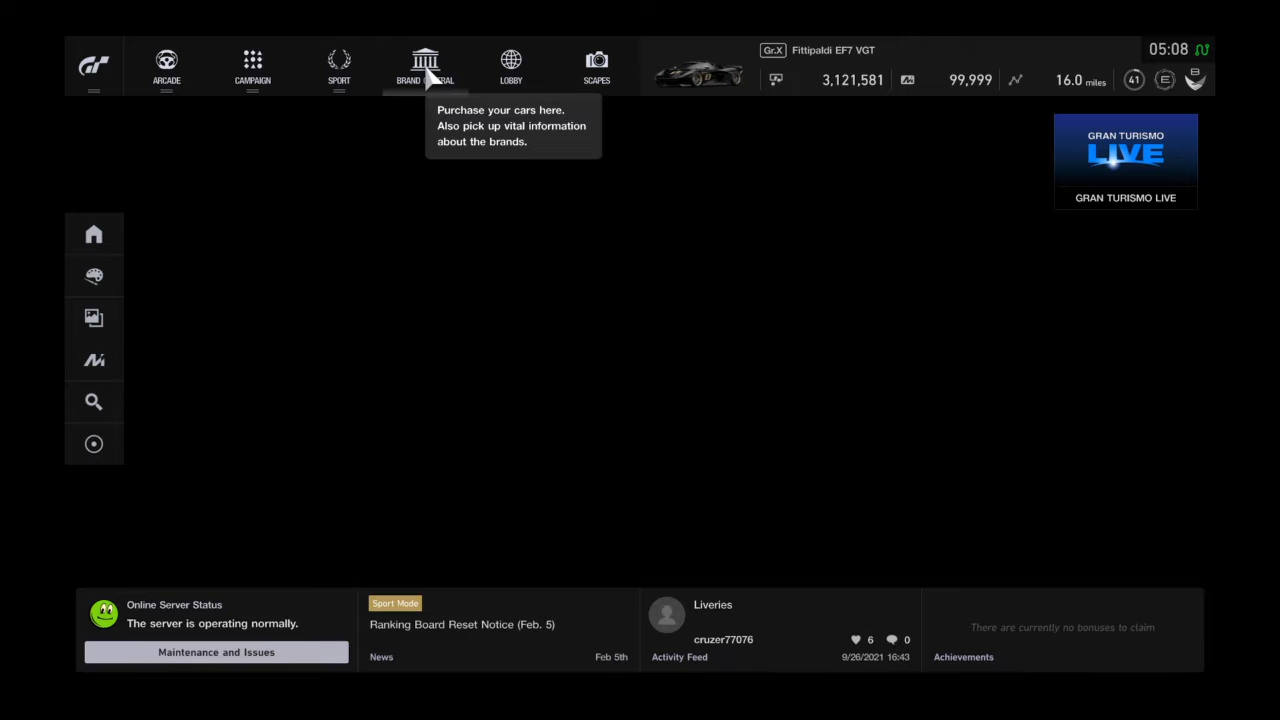 GT
ARCADE
CAMPAIGN
SPORT
BRAND CENTRAL
LOBBY
SCAPES
Gr.X Fittipaldi EF7 VGT
3,121,581
99,999
16.0 miles
41
E
B
05:08
Purchase your cars here.
Also pick up vital information
about the brands.
GRAN TURISMO
LIVE
GRAN TURISMO LIVE
Online Server Status
The server is operating normally.
Maintenance and Issues
Sport Mode
Ranking Board Reset Notice (Feb. 5)
News Feb 5th
Liveries
cruzer77076
6 0
Activity Feed 9/26/2021 16:43
There are currently no bonuses to claim
Achievements